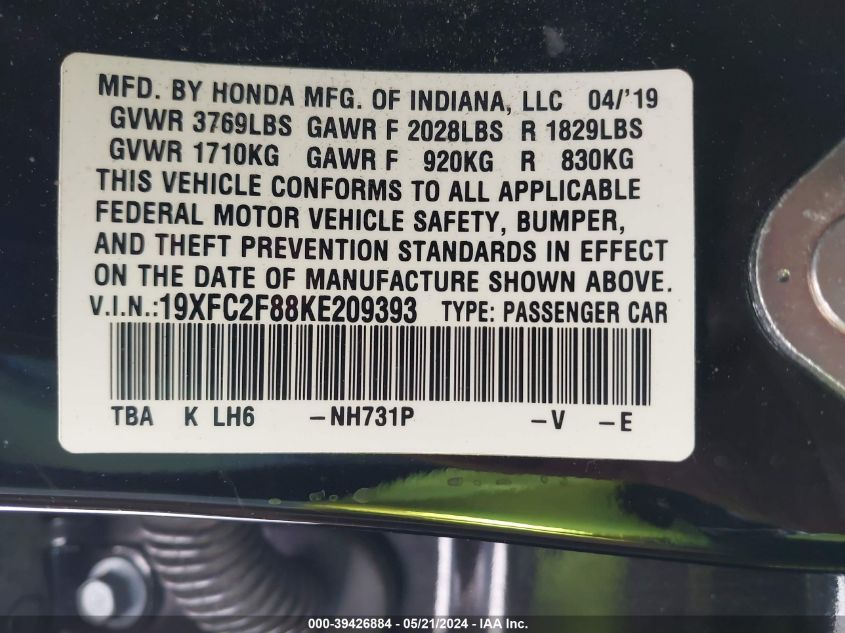 MFD. BY HONDA MFG. OF INDIANA, LLC 04/'19
GVWR 3769LBS GAWR F 2028LBS R 1829LBS
GVWR 1710KG GAWR F 920KG R 830KG
THIS VEHICLE CONFORMS TO ALL APPLICABLE
FEDERAL MOTOR VEHICLE SAFETY, BUMPER,
AND THEFT PREVENTION STANDARDS IN EFFECT
ON THE DATE OF MANUFACTURE SHOWN ABOVE.
V.I.N.:19XFC2F88KE209393 TYPE: PASSENGER CAR
TBA K LH6 –NH731P –V –E
000-39426884 - 05/21/2024 - IAA Inc.